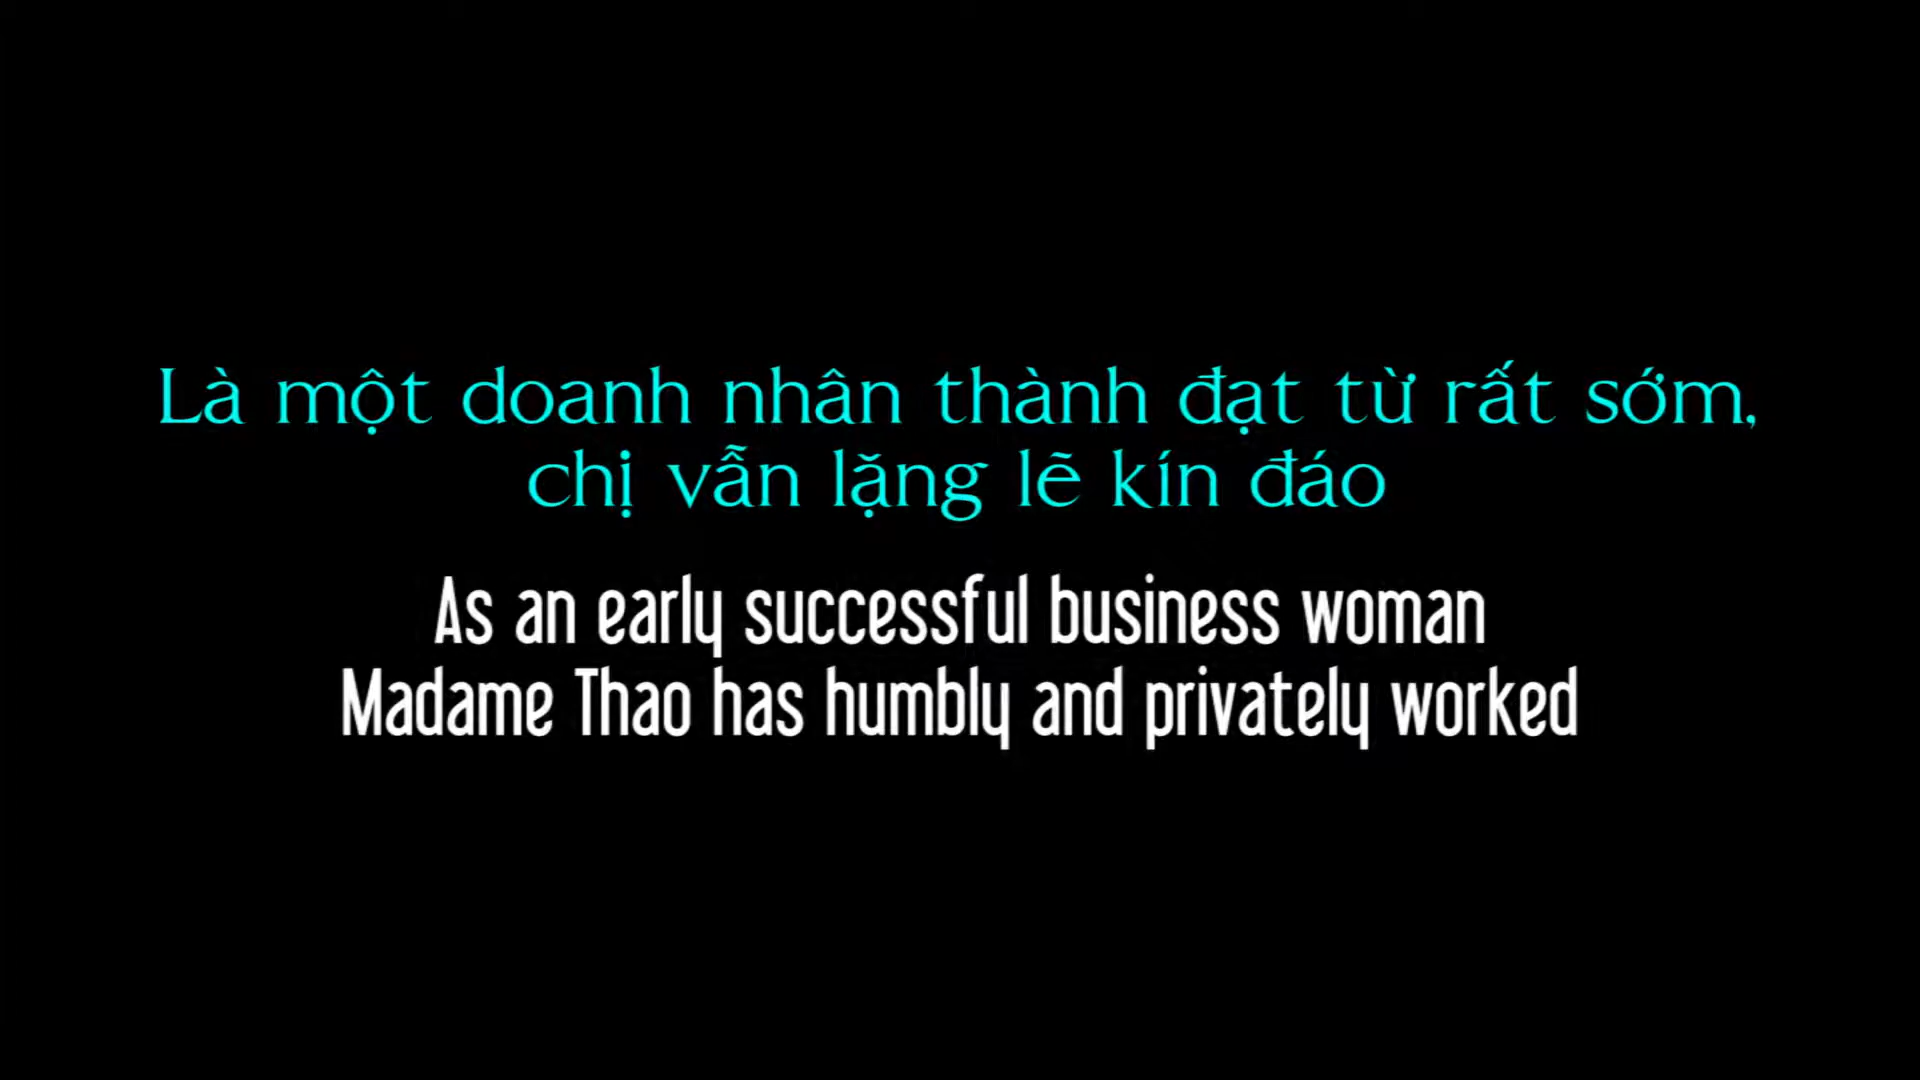 Là một doanh nhân thành đạt từ rất sớm,
chị vẫn lặng lẽ kín đáo
As an early successful business woman
Madame Thao has humbly and privately worked